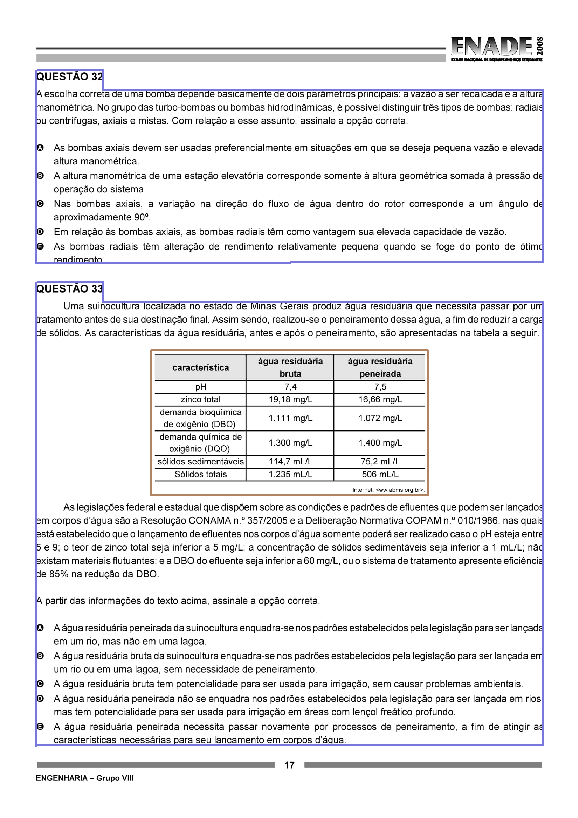 ENADE 2008
EXAME NACIONAL DE DESEMPENHO DOS ESTUDANTES
QUESTÃO 32
A escolha correta de uma bomba depende basicamente de dois parâmetros principais: a vazão a ser recalcada e a altura
manométrica. No grupo das turbo-bombas ou bombas hidrodinâmicas, é possível distinguir três tipos de bombas: radiais
ou centrífugas, axiais e mistas. Com relação a esse assunto, assinale a opção correta.
A As bombas axiais devem ser usadas preferencialmente em situações em que se deseja pequena vazão e elevada
altura manométrica.
B A altura manométrica de uma estação elevatória corresponde somente à altura geométrica somada à pressão de
operação do sistema
C Nas bombas axiais, a variação na direção do fluxo de água dentro do rotor corresponde a um ângulo de
aproximadamente 90º.
D Em relação às bombas axiais, as bombas radiais têm como vantagem sua elevada capacidade de vazão.
E As bombas radiais têm alteração de rendimento relativamente pequena quando se foge do ponto de ótimo
rendimento.
QUESTÃO 33
Uma suinocultura localizada no estado de Minas Gerais produz água residuária que necessita passar por um
tratamento antes de sua destinação final. Assim sendo, realizou-se o peneiramento dessa água, a fim de reduzir a carga
de sólidos. As características da água residuária, antes e após o peneiramento, são apresentadas na tabela a seguir.
característica água residuária bruta água residuária peneirada
pH 7,4 7,5
zinco total 19,18 mg/L 16,66 mg/L
demanda bioquímica
de oxigênio (DBO) 1.111 mg/L 1.072 mg/L
demanda química de
oxigênio (DQO) 1.300 mg/L 1.400 mg/L
sólidos sedimentáveis 114,7 mL/L 75,2 mL/L
Sólidos totais 1.235 mL/L 506 mL/L
Internet:
As legislações federal e estadual que dispõem sobre as condições e padrões de efluentes que podem ser lançados
em corpos d'água são a Resolução CONAMA n.º 357/2005 e a Deliberação Normativa COPAM n.º 010/1986, nas quais
está estabelecido que o lançamento de efluentes nos corpos d'água somente poderá ser realizado caso o pH esteja entre
5 e 9; o teor de zinco total seja inferior a 5 mg/L; a concentração de sólidos sedimentáveis seja inferior a 1 mL/L; não
existam materiais flutuantes; e a DBO do efluente seja inferior a 60 mg/L, ou o sistema de tratamento apresente eficiência
de 85% na redução da DBO.
A partir das informações do texto acima, assinale a opção correta.
A A água residuária peneirada da suinocultura enquadra-se nos padrões estabelecidos pela legislação para ser lançada
em um rio, mas não em uma lagoa.
B A água residuária bruta da suinocultura enquadra-se nos padrões estabelecidos pela legislação para ser lançada em
um rio ou em uma lagoa, sem necessidade de peneiramento.
C A água residuária bruta tem potencialidade para ser usada para irrigação, sem causar problemas ambientais.
D A água residuária peneirada não se enquadra nos padrões estabelecidos pela legislação para ser lançada em rios,
mas tem potencialidade para ser usada para irrigação em áreas com lençol freático profundo.
E A água residuária peneirada necessita passar novamente por processos de peneiramento, a fim de atingir as
características necessárias para seu lançamento em corpos d'água.
17
ENGENHARIA – Grupo VIII